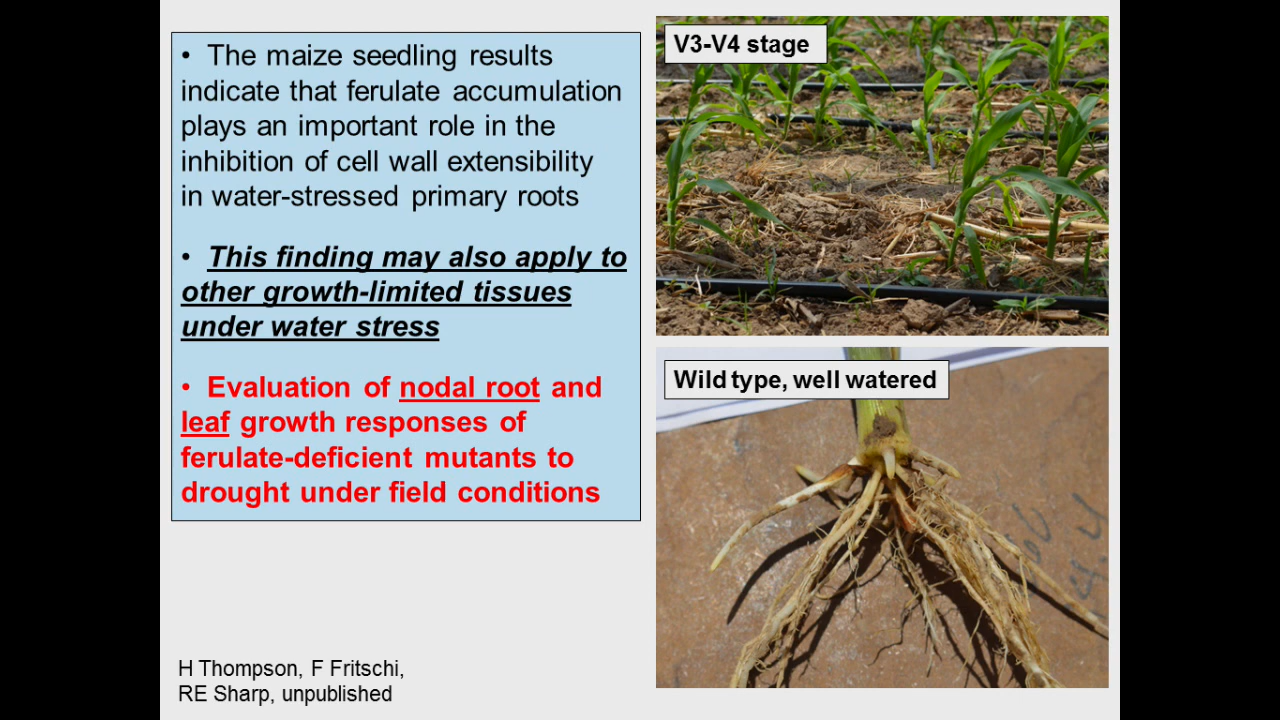 • The maize seedling results
indicate that ferulate accumulation
plays an important role in the
inhibition of cell wall extensibility
in water-stressed primary roots
• This finding may also apply to
other growth-limited tissues
under water stress
• Evaluation of nodal root and
leaf growth responses of
ferulate-deficient mutants to
drought under field conditions
H Thompson, F Fritschi,
RE Sharp, unpublished
V3-V4 stage
Wild type, well watered